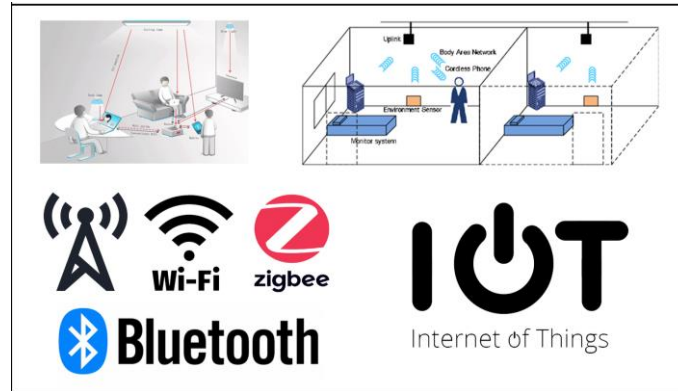 Uplink
Body Area Network
Cordless Phone
Environment Sensor
Monitor system
Wi-Fi
zigbee
IOT
Bluetooth
Internet of Things